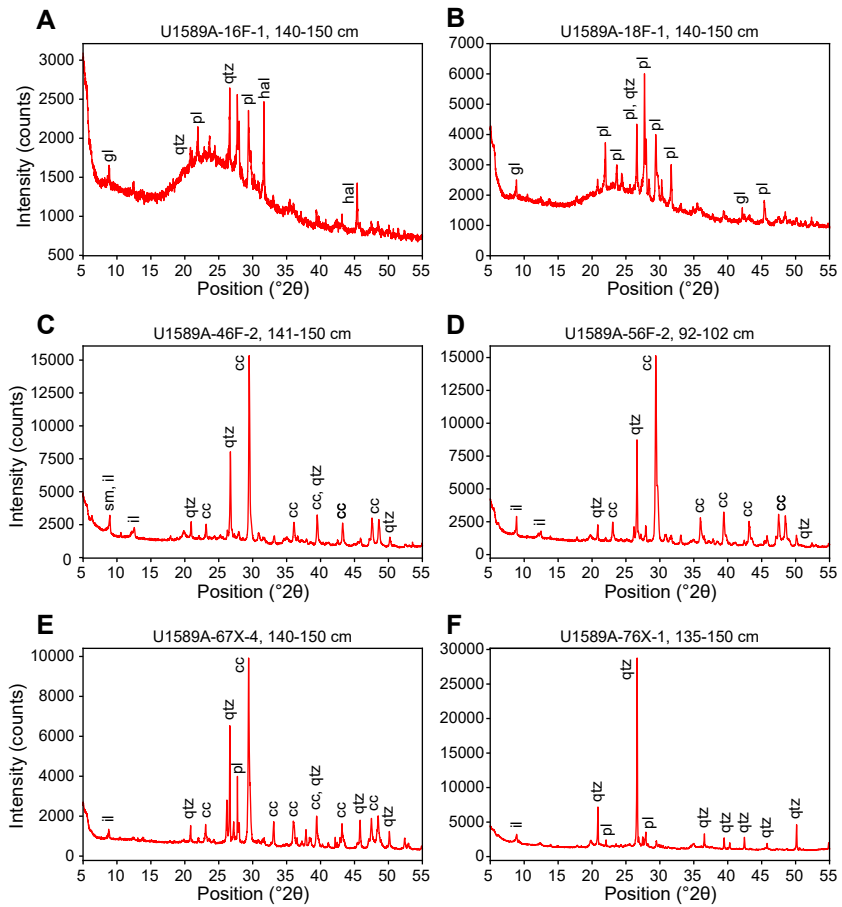 A
U1589A-16F-1, 140-150 cm
Intensity (counts)
3000
2500
2000
1500
1000
500
gl
qtz
pl
qtz
pl
hal
hal
5 10 15 20 25 30 35 40 45 50 55
Position (°2θ)
B
U1589A-18F-1, 140-150 cm
7000
6000
5000
4000
3000
2000
1000
0
gl
pl
pl
pl, qtz
pl
pl
pl
gl
pl
5 10 15 20 25 30 35 40 45 50 55
Position (°2θ)
C
U1589A-46F-2, 141-150 cm
Intensity (counts)
15000
12500
10000
7500
5000
2500
0
sm, il
il
qtz
cc
qtz
cc
cc
cc, qtz
cc
cc
qtz
5 10 15 20 25 30 35 40 45 50 55
Position (°2θ)
D
U1589A-56F-2, 92-102 cm
15000
12500
10000
7500
5000
2500
0
il
il
qtz
cc
qtz
cc
cc
cc
cc
cc
qtz
5 10 15 20 25 30 35 40 45 50 55
Position (°2θ)
E
U1589A-67X-4, 140-150 cm
Intensity (counts)
10000
8000
6000
4000
2000
0
il
qtz
cc
qtz
pl
cc
cc
cc
cc, qtz
cc
qtz
cc
qtz
5 10 15 20 25 30 35 40 45 50 55
Position (°2θ)
F
U1589A-76X-1, 135-150 cm
30000
25000
20000
15000
10000
5000
0
il
qtz
pl
qtz
pl
qtz
qtz
qtz
qtz
qtz
5 10 15 20 25 30 35 40 45 50 55
Position (°2θ)